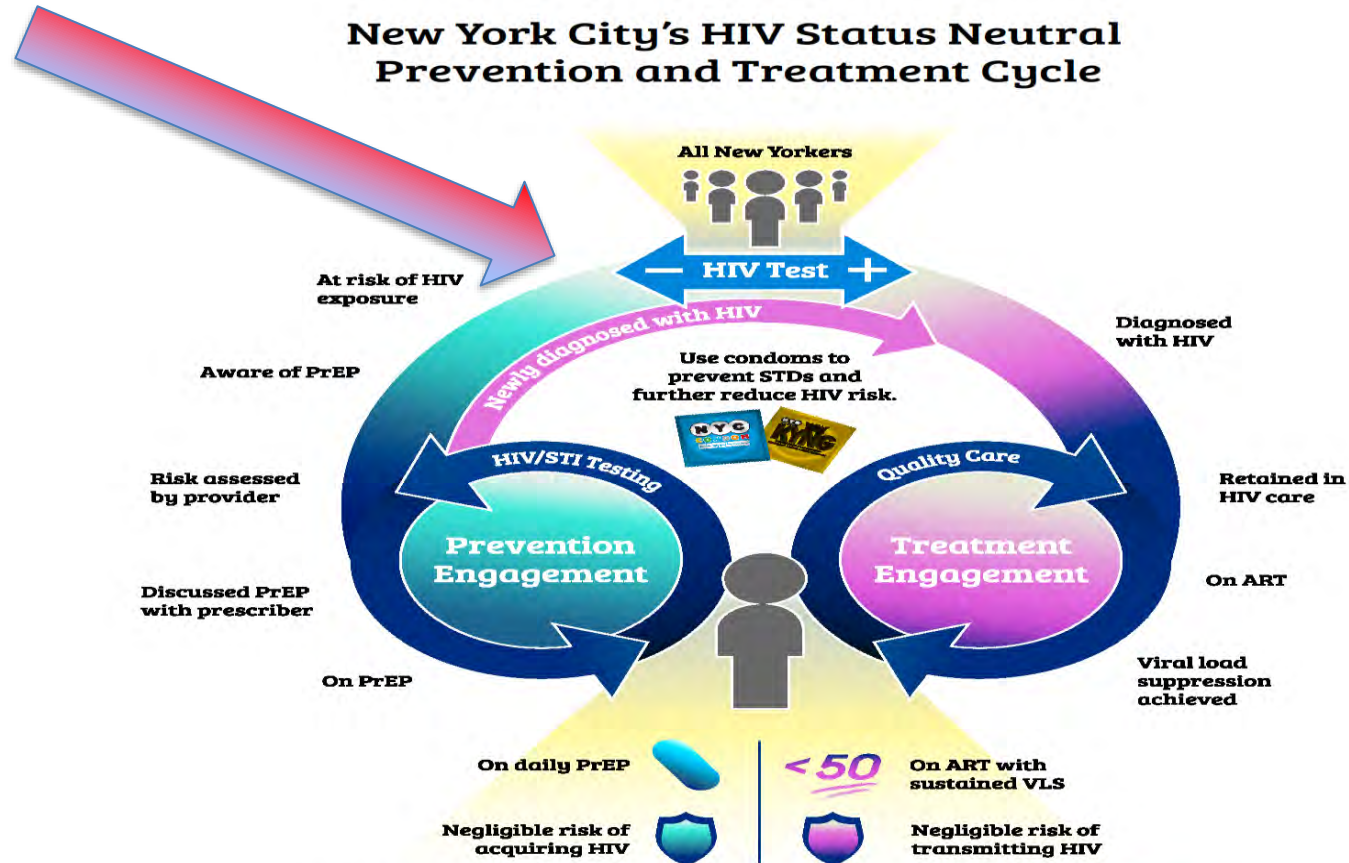 New York City's HIV Status Neutral
Prevention and Treatment Cycle
All New Yorkers
− HIV Test +
At risk of HIV
exposure
Newly diagnosed with HIV
Diagnosed
with HIV
Use condoms to
prevent STDs and
further reduce HIV risk.
Aware of PrEP
NYC
KYNG
HIV/STI Testing
Quality Care
Risk assessed
by provider
Retained in
HIV care
Prevention
Engagement
Treatment
Engagement
On ART
Discussed PrEP
with prescriber
On PrEP
Viral load
suppression
achieved
On daily PrEP
<50
On ART with
sustained VLS
Negligible risk of
acquiring HIV
Negligible risk of
transmitting HIV